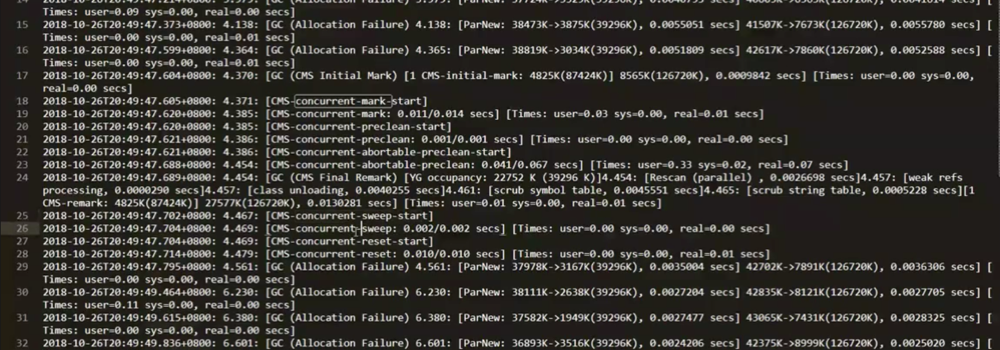 15 2018-10-26T20:49:47.373+0800: 4.138: [GC (Allocation Failure) 4.138: [ParNew: 38473K->3875K(39296K), 0.0055051 secs] 41507K->7673K(126720K), 0.0055780 secs] [
Times: user=0.00 sys=0.00, real=0.01 secs]
16 2018-10-26T20:49:47.599+0800: 4.364: [GC (Allocation Failure) 4.365: [ParNew: 38819K->3034K(39296K), 0.0051809 secs] 42617K->7860K(126720K), 0.0052588 secs] [
Times: user=0.00 sys=0.00, real=0.01 secs]
17 2018-10-26T20:49:47.604+0800: 4.370: [GC (CMS Initial Mark) [1 CMS-initial-mark: 4825K(87424K)] 8565K(126720K), 0.0009842 secs] [Times: user=0.00 sys=0.00,
real=0.00 secs]
18 2018-10-26T20:49:47.605+0800: 4.371: [CMS-concurrent-mark-start]
19 2018-10-26T20:49:47.620+0800: 4.385: [CMS-concurrent-mark: 0.011/0.014 secs] [Times: user=0.03 sys=0.00, real=0.01 secs]
20 2018-10-26T20:49:47.620+0800: 4.385: [CMS-concurrent-preclean-start]
21 2018-10-26T20:49:47.621+0800: 4.386: [CMS-concurrent-preclean: 0.001/0.001 secs] [Times: user=0.00 sys=0.00, real=0.00 secs]
22 2018-10-26T20:49:47.621+0800: 4.386: [CMS-concurrent-abortable-preclean-start]
23 2018-10-26T20:49:47.688+0800: 4.454: [CMS-concurrent-abortable-preclean: 0.041/0.067 secs] [Times: user=0.33 sys=0.02, real=0.07 secs]
24 2018-10-26T20:49:47.689+0800: 4.454: [GC (CMS Final Remark) [YG occupancy: 22752 K (39296 K)]4.454: [Rescan (parallel) , 0.0026698 secs]4.457: [weak refs
processing, 0.0000290 secs]4.457: [class unloading, 0.0040255 secs]4.461: [scrub symbol table, 0.0045551 secs]4.465: [scrub string table, 0.0005228 secs][1
CMS-remark: 4825K(87424K)] 27577K(126720K), 0.0130281 secs] [Times: user=0.01 sys=0.00, real=0.01 secs]
25 2018-10-26T20:49:47.702+0800: 4.467: [CMS-concurrent-sweep-start]
26 2018-10-26T20:49:47.704+0800: 4.469: [CMS-concurrent-sweep: 0.002/0.002 secs] [Times: user=0.00 sys=0.00, real=0.00 secs]
27 2018-10-26T20:49:47.704+0800: 4.469: [CMS-concurrent-reset-start]
28 2018-10-26T20:49:47.714+0800: 4.479: [CMS-concurrent-reset: 0.010/0.010 secs] [Times: user=0.00 sys=0.00, real=0.01 secs]
29 2018-10-26T20:49:47.795+0800: 4.561: [GC (Allocation Failure) 4.561: [ParNew: 37978K->3167K(39296K), 0.0035004 secs] 42702K->7891K(126720K), 0.0036306 secs] [
Times: user=0.00 sys=0.00, real=0.00 secs]
30 2018-10-26T20:49:49.464+0800: 6.230: [GC (Allocation Failure) 6.230: [ParNew: 38111K->2638K(39296K), 0.0027204 secs] 42835K->8121K(126720K), 0.0027705 secs] [
Times: user=0.11 sys=0.00, real=0.00 secs]
31 2018-10-26T20:49:49.615+0800: 6.380: [GC (Allocation Failure) 6.380: [ParNew: 37582K->1949K(39296K), 0.0027477 secs] 43065K->7431K(126720K), 0.0028325 secs] [
Times: user=0.00 sys=0.00, real=0.00 secs]
32 2018-10-26T20:49:49.836+0800: 6.601: [GC (Allocation Failure) 6.601: [ParNew: 36893K->3516K(39296K), 0.0024206 secs] 42375K->8999K(126720K), 0.0025020 secs] [